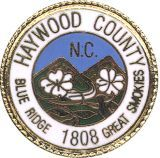 HAYWOOD COUNTY
N.C.
BLUE RIDGE
1808
GREAT SMOKIES